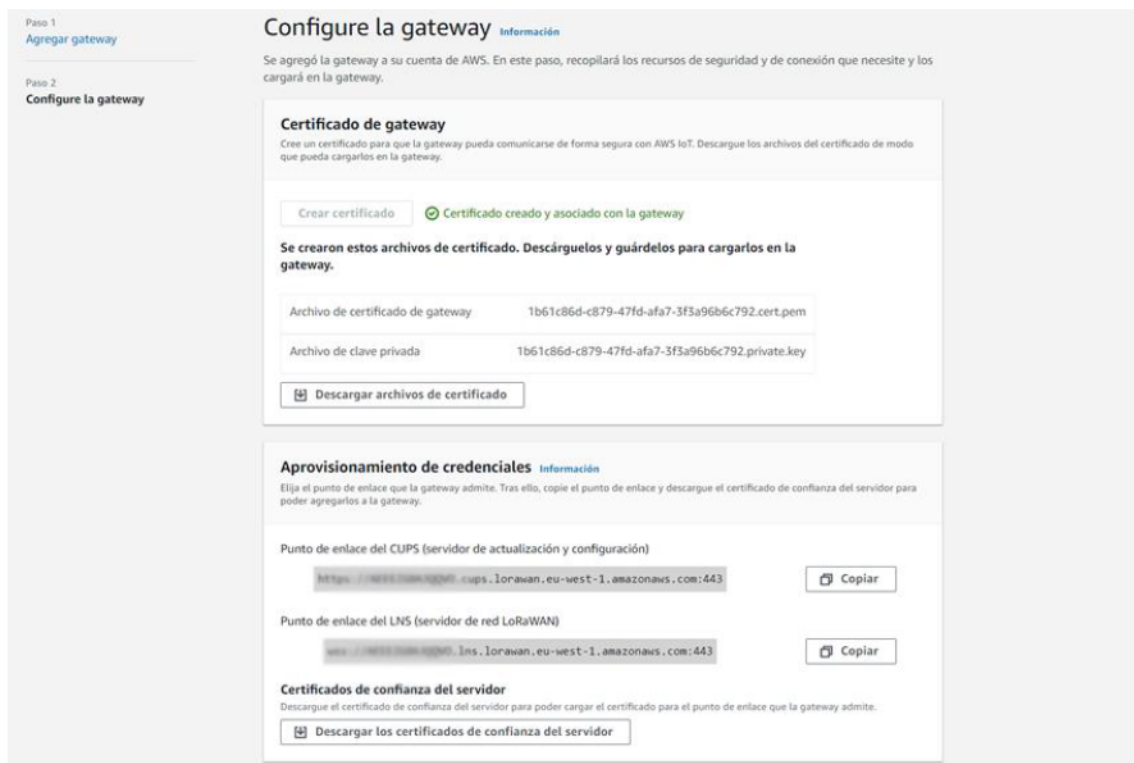 Paso 1
Agregar gateway
Paso 2
Configure la gateway
Configure la gateway Información
Se agregó la gateway a su cuenta de AWS. En este paso, recopilará los recursos de seguridad y de conexión que necesite y los
cargará en la gateway.
Certificado de gateway
Cree un certificado para que la gateway pueda comunicarse de forma segura con AWS IoT. Descargue los archivos del certificado de modo
que pueda cargarlos en la gateway.
Crear certificado Certificado creado y asociado con la gateway
Se crearon estos archivos de certificado. Descárguelos y guárdelos para cargarlos en la
gateway.
Archivo de certificado de gateway 1b61c86d-c879-47fd-afa7-3f3a96b6c792.cert.pem
Archivo de clave privada 1b61c86d-c879-47fd-afa7-3f3a96b6c792.private.key
Descargar archivos de certificado
Aprovisionamiento de credenciales Información
Elija el punto de enlace que la gateway admite. Tras ello, copie el punto de enlace y descargue el certificado de confianza del servidor para
poder agregarlos a la gateway.
Punto de enlace del CUPS (servidor de actualización y configuración)
.cups.lorawan.eu-west-1.amazonaws.com:443 Copiar
Punto de enlace del LNS (servidor de red LoRaWAN)
.lns.lorawan.eu-west-1.amazonaws.com:443 Copiar
Certificados de confianza del servidor
Descargue el certificado de confianza del servidor para poder cargar el certificado para el punto de enlace que la gateway admite.
Descargar los certificados de confianza del servidor